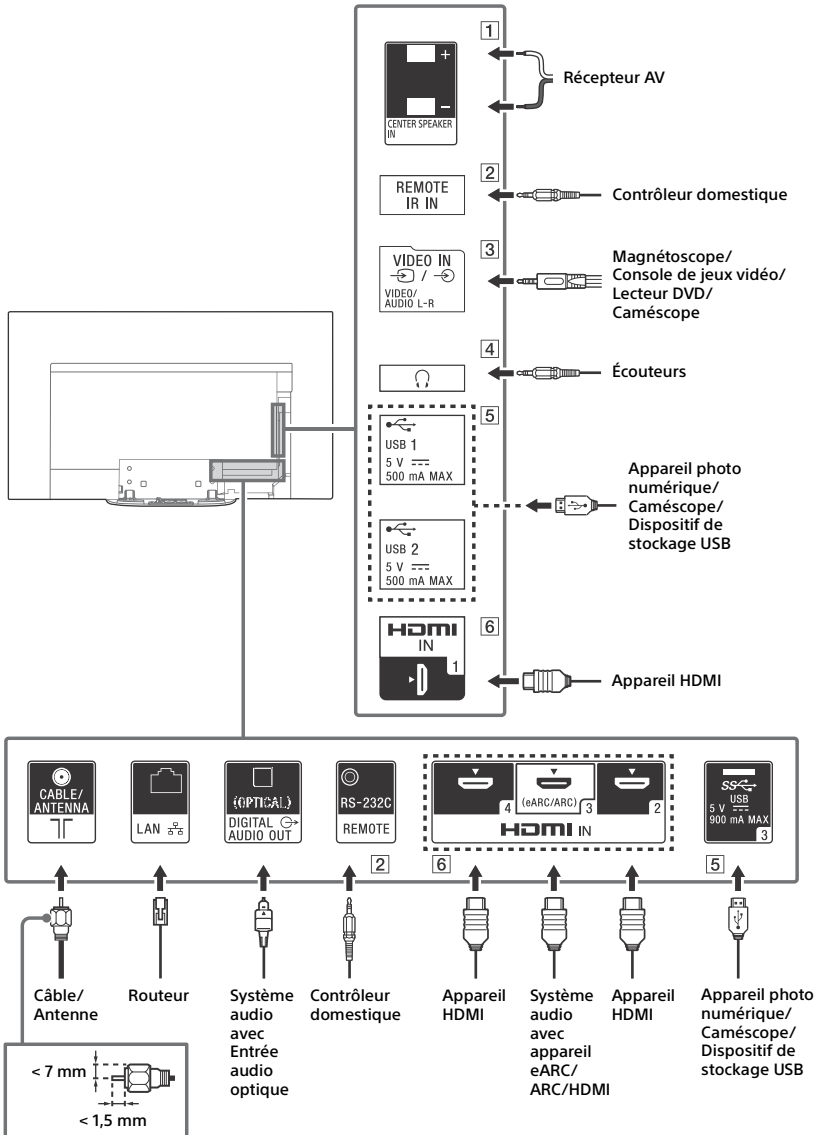 1
+
−
CENTER SPEAKER
IN
Récepteur AV
2
REMOTE
IR IN
Contrôleur domestique
3
VIDEO IN
/
VIDEO/
AUDIO L-R
Magnétoscope/
Console de jeux vidéo/
Lecteur DVD/
Caméscope
4
Écouteurs
5
USB 1
5 V
500 mA MAX
USB 2
5 V
500 mA MAX
Appareil photo
numérique/
Caméscope/
Dispositif de
stockage USB
6
HDMI
IN
1
Appareil HDMI
CABLE/
ANTENNA
LAN
(OPTICAL)
DIGITAL
AUDIO OUT
RS-232C
REMOTE
2
4
(eARC/ARC) 3
2
HDMI IN
6
SS
USB
5 V
900 mA MAX
3
5
Câble/
Antenne
Routeur
Système
audio
avec
Entrée
audio
optique
Contrôleur
domestique
Appareil
HDMI
Système
audio
avec
appareil
eARC/
ARC/HDMI
Appareil
HDMI
Appareil photo
numérique/
Caméscope/
Dispositif de
stockage USB
< 7 mm
< 1,5 mm